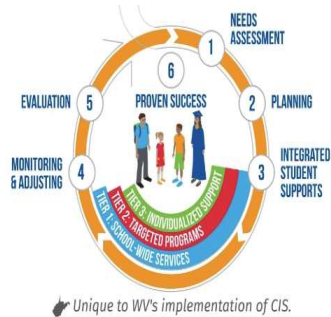 NEEDS
ASSESSMENT
1
6
PROVEN SUCCESS
EVALUATION
5
2
PLANNING
MONITORING
& ADJUSTING
4
3
INTEGRATED
STUDENT
SUPPORTS
TIER 3: INDIVIDUALIZED SUPPORT
TIER 2: TARGETED PROGRAMS
TIER 1: SCHOOL-WIDE SERVICES
Unique to WV's implementation of CIS.